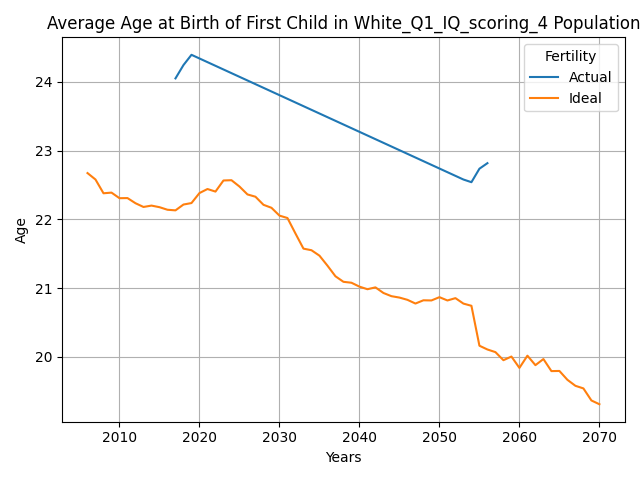 Average Age at Birth of First Child in White_Q1_IQ_scoring_4 Population
Fertility
Actual
Ideal
Age
24
23
22
21
20
2010 2020 2030 2040 2050 2060 2070
Years